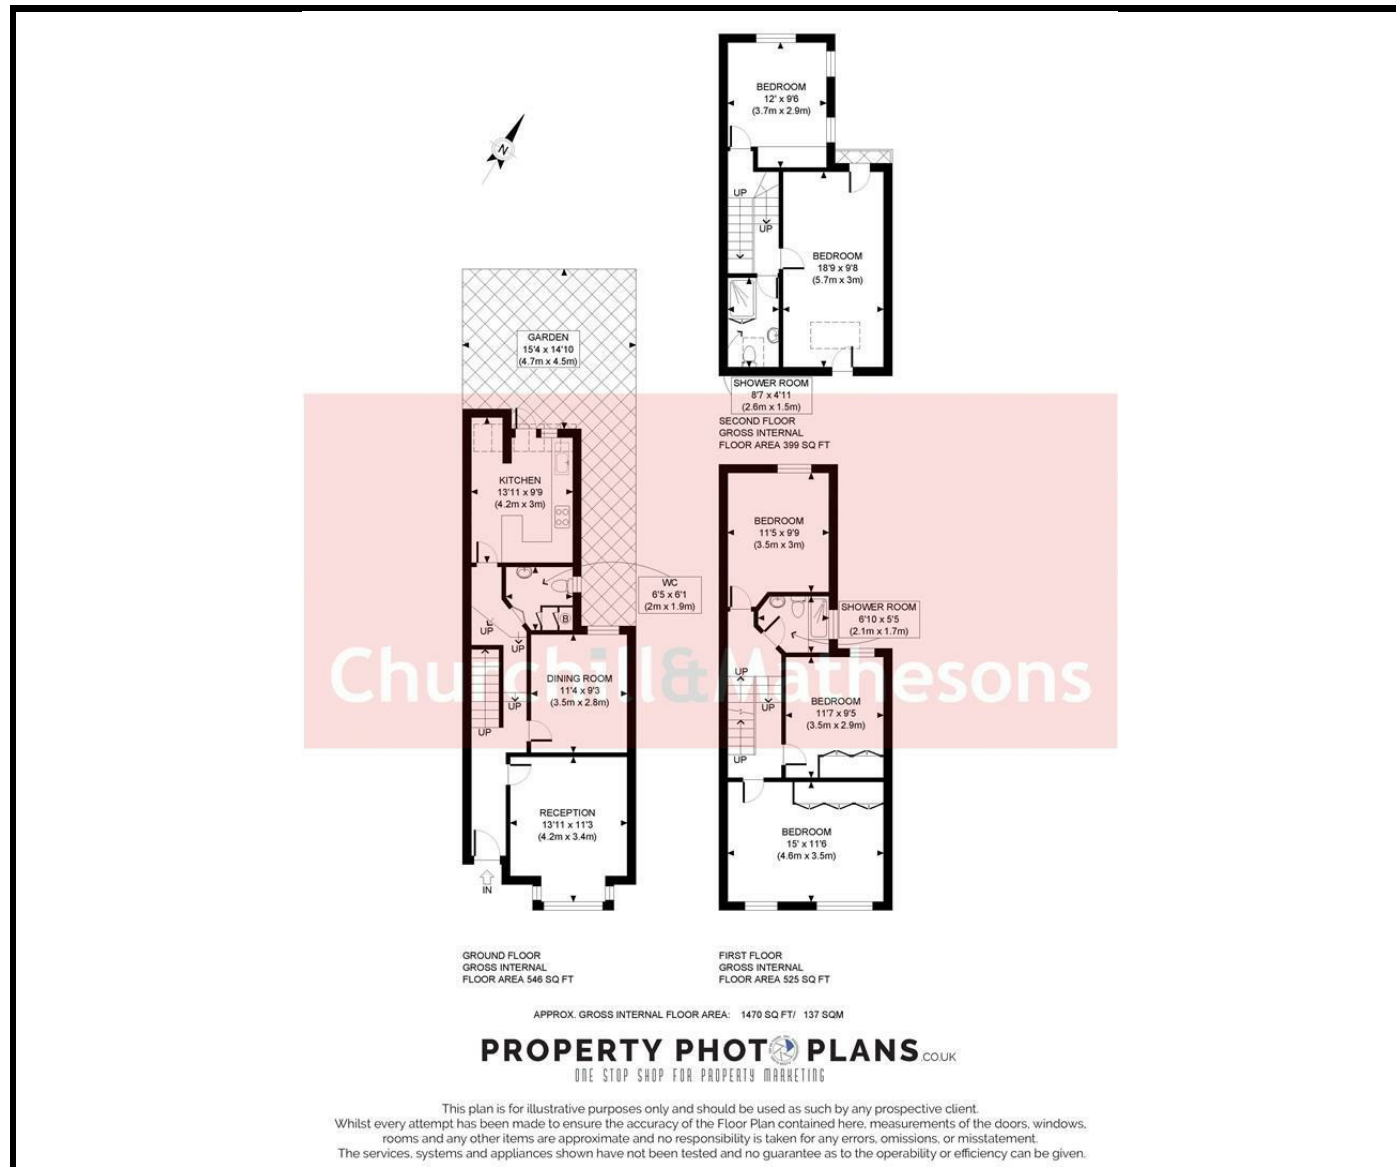 BEDROOM
12' x 9'6
(3.7m x 2.9m)
N
UP
UP
BEDROOM
18'9 x 9'8
(5.7m x 3m)
SHOWER ROOM
8'7 x 4'11
(2.6m x 1.5m)
SECOND FLOOR
GROSS INTERNAL
FLOOR AREA 399 SQ FT
GARDEN
15'4 x 14'10
(4.7m x 4.5m)
KITCHEN
13'11 x 9'9
(4.2m x 3m)
WC
6'5 x 6'1
(2m x 1.9m)
B
UP
UP
DINING ROOM
11'4 x 9'3
(3.5m x 2.8m)
UP
UP
RECEPTION
13'11 x 11'3
(4.2m x 3.4m)
IN
GROUND FLOOR
GROSS INTERNAL
FLOOR AREA 546 SQ FT
BEDROOM
11'5 x 9'9
(3.5m x 3m)
SHOWER ROOM
6'10 x 5'5
(2.1m x 1.7m)
UP
UP
BEDROOM
11'7 x 9'5
(3.5m x 2.9m)
UP
BEDROOM
15' x 11'6
(4.6m x 3.5m)
FIRST FLOOR
GROSS INTERNAL
FLOOR AREA 525 SQ FT
Churchill&Mathesons
APPROX. GROSS INTERNAL FLOOR AREA: 1470 SQ FT/ 137 SQM
PROPERTY PHOTO PLANS.CO.UK
ONE STOP SHOP FOR PROPERTY MARKETING
This plan is for illustrative purposes only and should be used as such by any prospective client.
Whilst every attempt has been made to ensure the accuracy of the Floor Plan contained here, measurements of the doors, windows,
rooms and any other items are approximate and no responsibility is taken for any errors, omissions, or misstatement.
The services, systems and appliances shown have not been tested and no guarantee as to the operability or efficiency can be given.